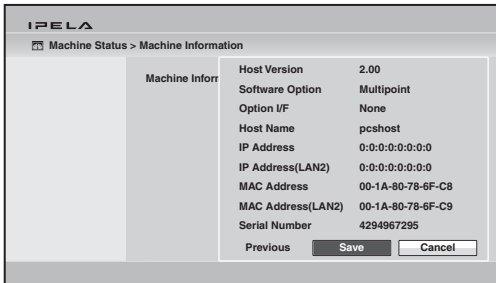 IPELA
Machine Status > Machine Information
Machine Inforr
Host Version 2.00
Software Option Multipoint
Option I/F None
Host Name pcshost
IP Address 0:0:0:0:0:0:0:0
IP Address(LAN2) 0:0:0:0:0:0:0:0
MAC Address 00-1A-80-78-6F-C8
MAC Address(LAN2) 00-1A-80-78-6F-C9
Serial Number 4294967295
Previous Save Cancel